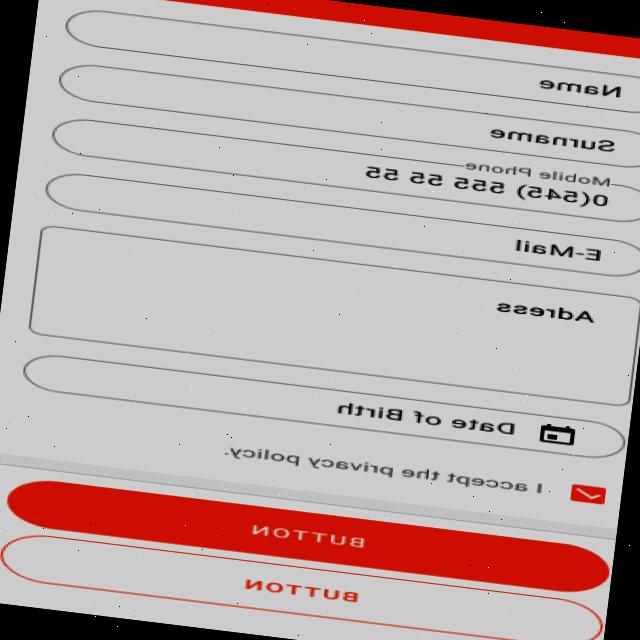 Name
Surname
Mobile Phone
0(545) 555 55 55
E-Mail
Adress
Date of Birth
I accept the privacy policy.
BUTTON
BUTTON